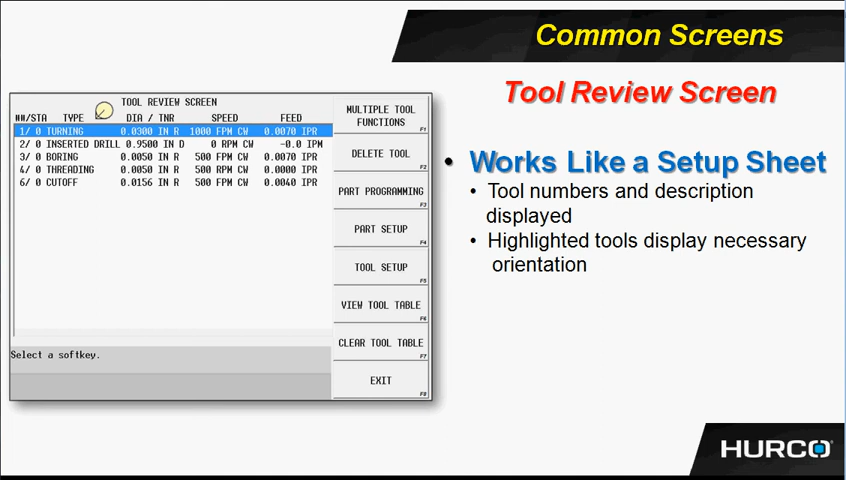 Common Screens
Tool Review Screen
TOOL REVIEW SCREEN
##/STA TYPE DIA / TNR SPEED FEED
1/ 0 TURNING 0.0300 IN R 1000 FPM CW 0.0070 IPR
2/ 0 INSERTED DRILL 0.9500 IN D 0 RPM CW -0.0 IPM
3/ 0 BORING 0.0050 IN R 500 FPM CW 0.0070 IPR
4/ 0 THREADING 0.0050 IN R 500 RPM CW 0.0000 IPR
6/ 0 CUTOFF 0.0156 IN R 500 FPM CW 0.0040 IPR
Select a softkey.
MULTIPLE TOOL
FUNCTIONS
F1
DELETE TOOL
F2
PART PROGRAMMING
F3
PART SETUP
F4
TOOL SETUP
F5
VIEW TOOL TABLE
F6
CLEAR TOOL TABLE
F7
EXIT
F8
• Works Like a Setup Sheet
• Tool numbers and description
displayed
• Highlighted tools display necessary
orientation
HURCO